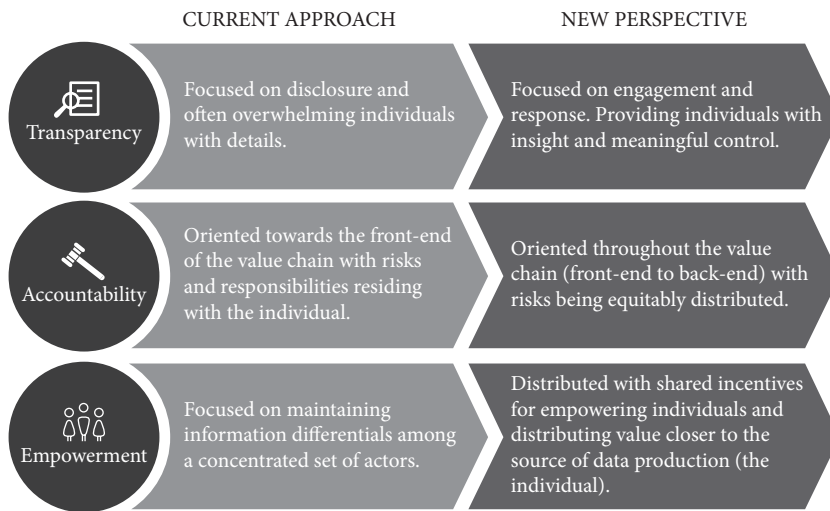 CURRENT APPROACH
NEW PERSPECTIVE
Transparency
Focused on disclosure and
often overwhelming individuals
with details.
Focused on engagement and
response. Providing individuals with
insight and meaningful control.
Accountability
Oriented towards the front-end
of the value chain with risks
and responsibilities residing
with the individual.
Oriented throughout the value
chain (front-end to back-end) with
risks being equitably distributed.
Empowerment
Focused on maintaining
information differentials among
a concentrated set of actors.
Distributed with shared incentives
for empowering individuals and
distributing value closer to the
source of data production (the
individual).